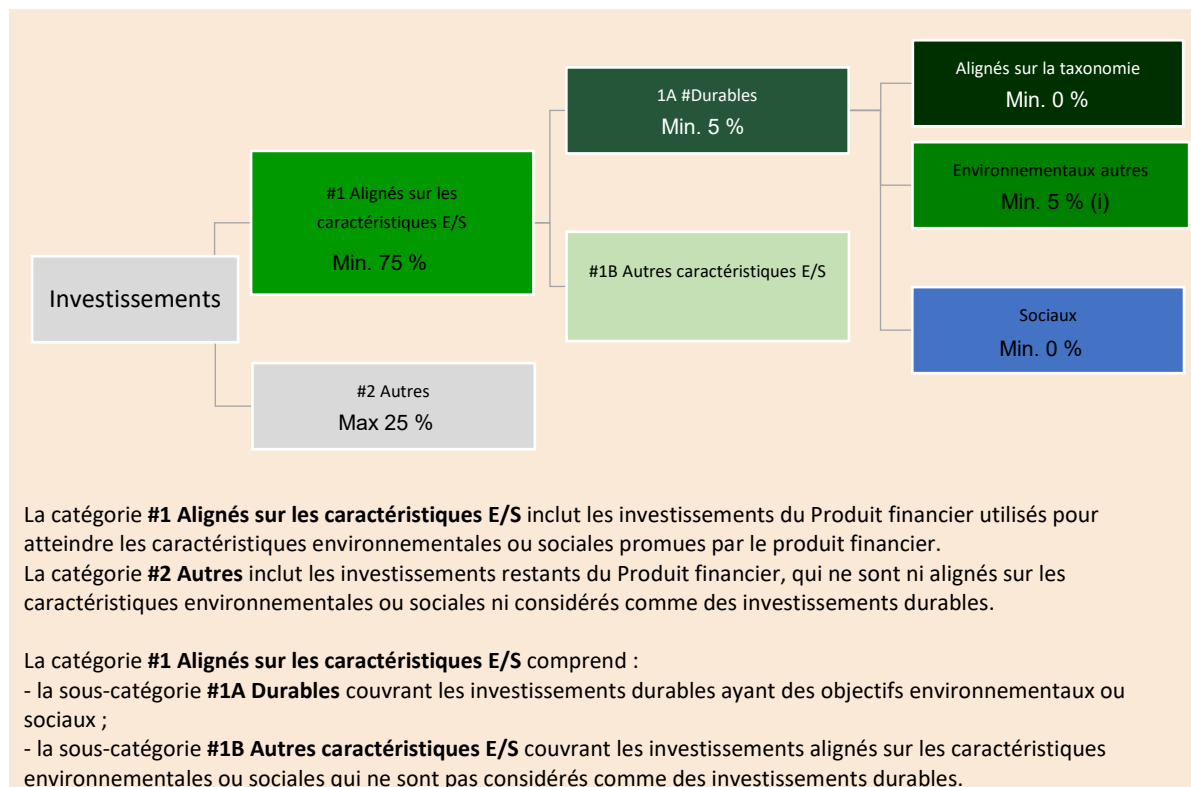 Investissements
#1 Alignés sur les
caractéristiques E/S
Min. 75 %
#2 Autres
Max 25 %
1A #Durables
Min. 5 %
#1B Autres caractéristiques E/S
Alignés sur la taxonomie
Min. 0 %
Environnementaux autres
Min. 5 % (i)
Sociaux
Min. 0 %
La catégorie #1 Alignés sur les caractéristiques E/S inclut les investissements du Produit financier utilisés pour
atteindre les caractéristiques environnementales ou sociales promues par le produit financier.
La catégorie #2 Autres inclut les investissements restants du Produit financier, qui ne sont ni alignés sur les
caractéristiques environnementales ou sociales ni considérés comme des investissements durables.
La catégorie #1 Alignés sur les caractéristiques E/S comprend :
- la sous-catégorie #1A Durables couvrant les investissements durables ayant des objectifs environnementaux ou
sociaux ;
- la sous-catégorie #1B Autres caractéristiques E/S couvrant les investissements alignés sur les caractéristiques
environnementales ou sociales qui ne sont pas considérés comme des investissements durables.